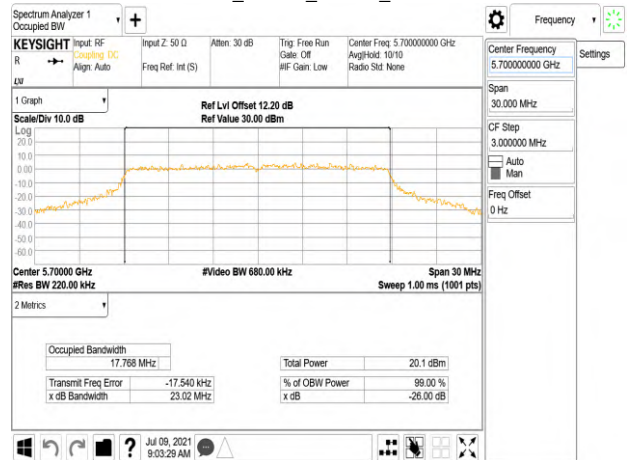 Spectrum Analyzer 1
Occupied BW
Frequency
KEYSIGHT
Input: RF
Coupling: DC
Align: Auto
Input Z: 50 Ω
Freq Ref: Int (S)
Atten: 30 dB
Trig: Free Run
Gate: Off
#IF Gain: Low
Center Freq: 5.700000000 GHz
Avg|Hold: 10/10
Radio Std: None
R
LXI
Center Frequency
5.700000000 GHz
Settings
Span
30.000 MHz
CF Step
3.000000 MHz
Auto
Man
Freq Offset
0 Hz
1 Graph
Scale/Div 10.0 dB
Ref Lvl Offset 12.20 dB
Ref Value 30.00 dBm
Log
20.0
10.0
0.00
-10.0
-20.0
-30.0
-40.0
-50.0
-60.0
Center 5.70000 GHz
#Res BW 220.00 kHz
#Video BW 680.00 kHz
Span 30 MHz
Sweep 1.00 ms (1001 pts)
2 Metrics
Occupied Bandwidth
17.768 MHz
Total Power 20.1 dBm
Transmit Freq Error -17.540 kHz
% of OBW Power 99.00 %
x dB Bandwidth 23.02 MHz
x dB -26.00 dB
?
Jul 09, 2021
9:03:29 AM